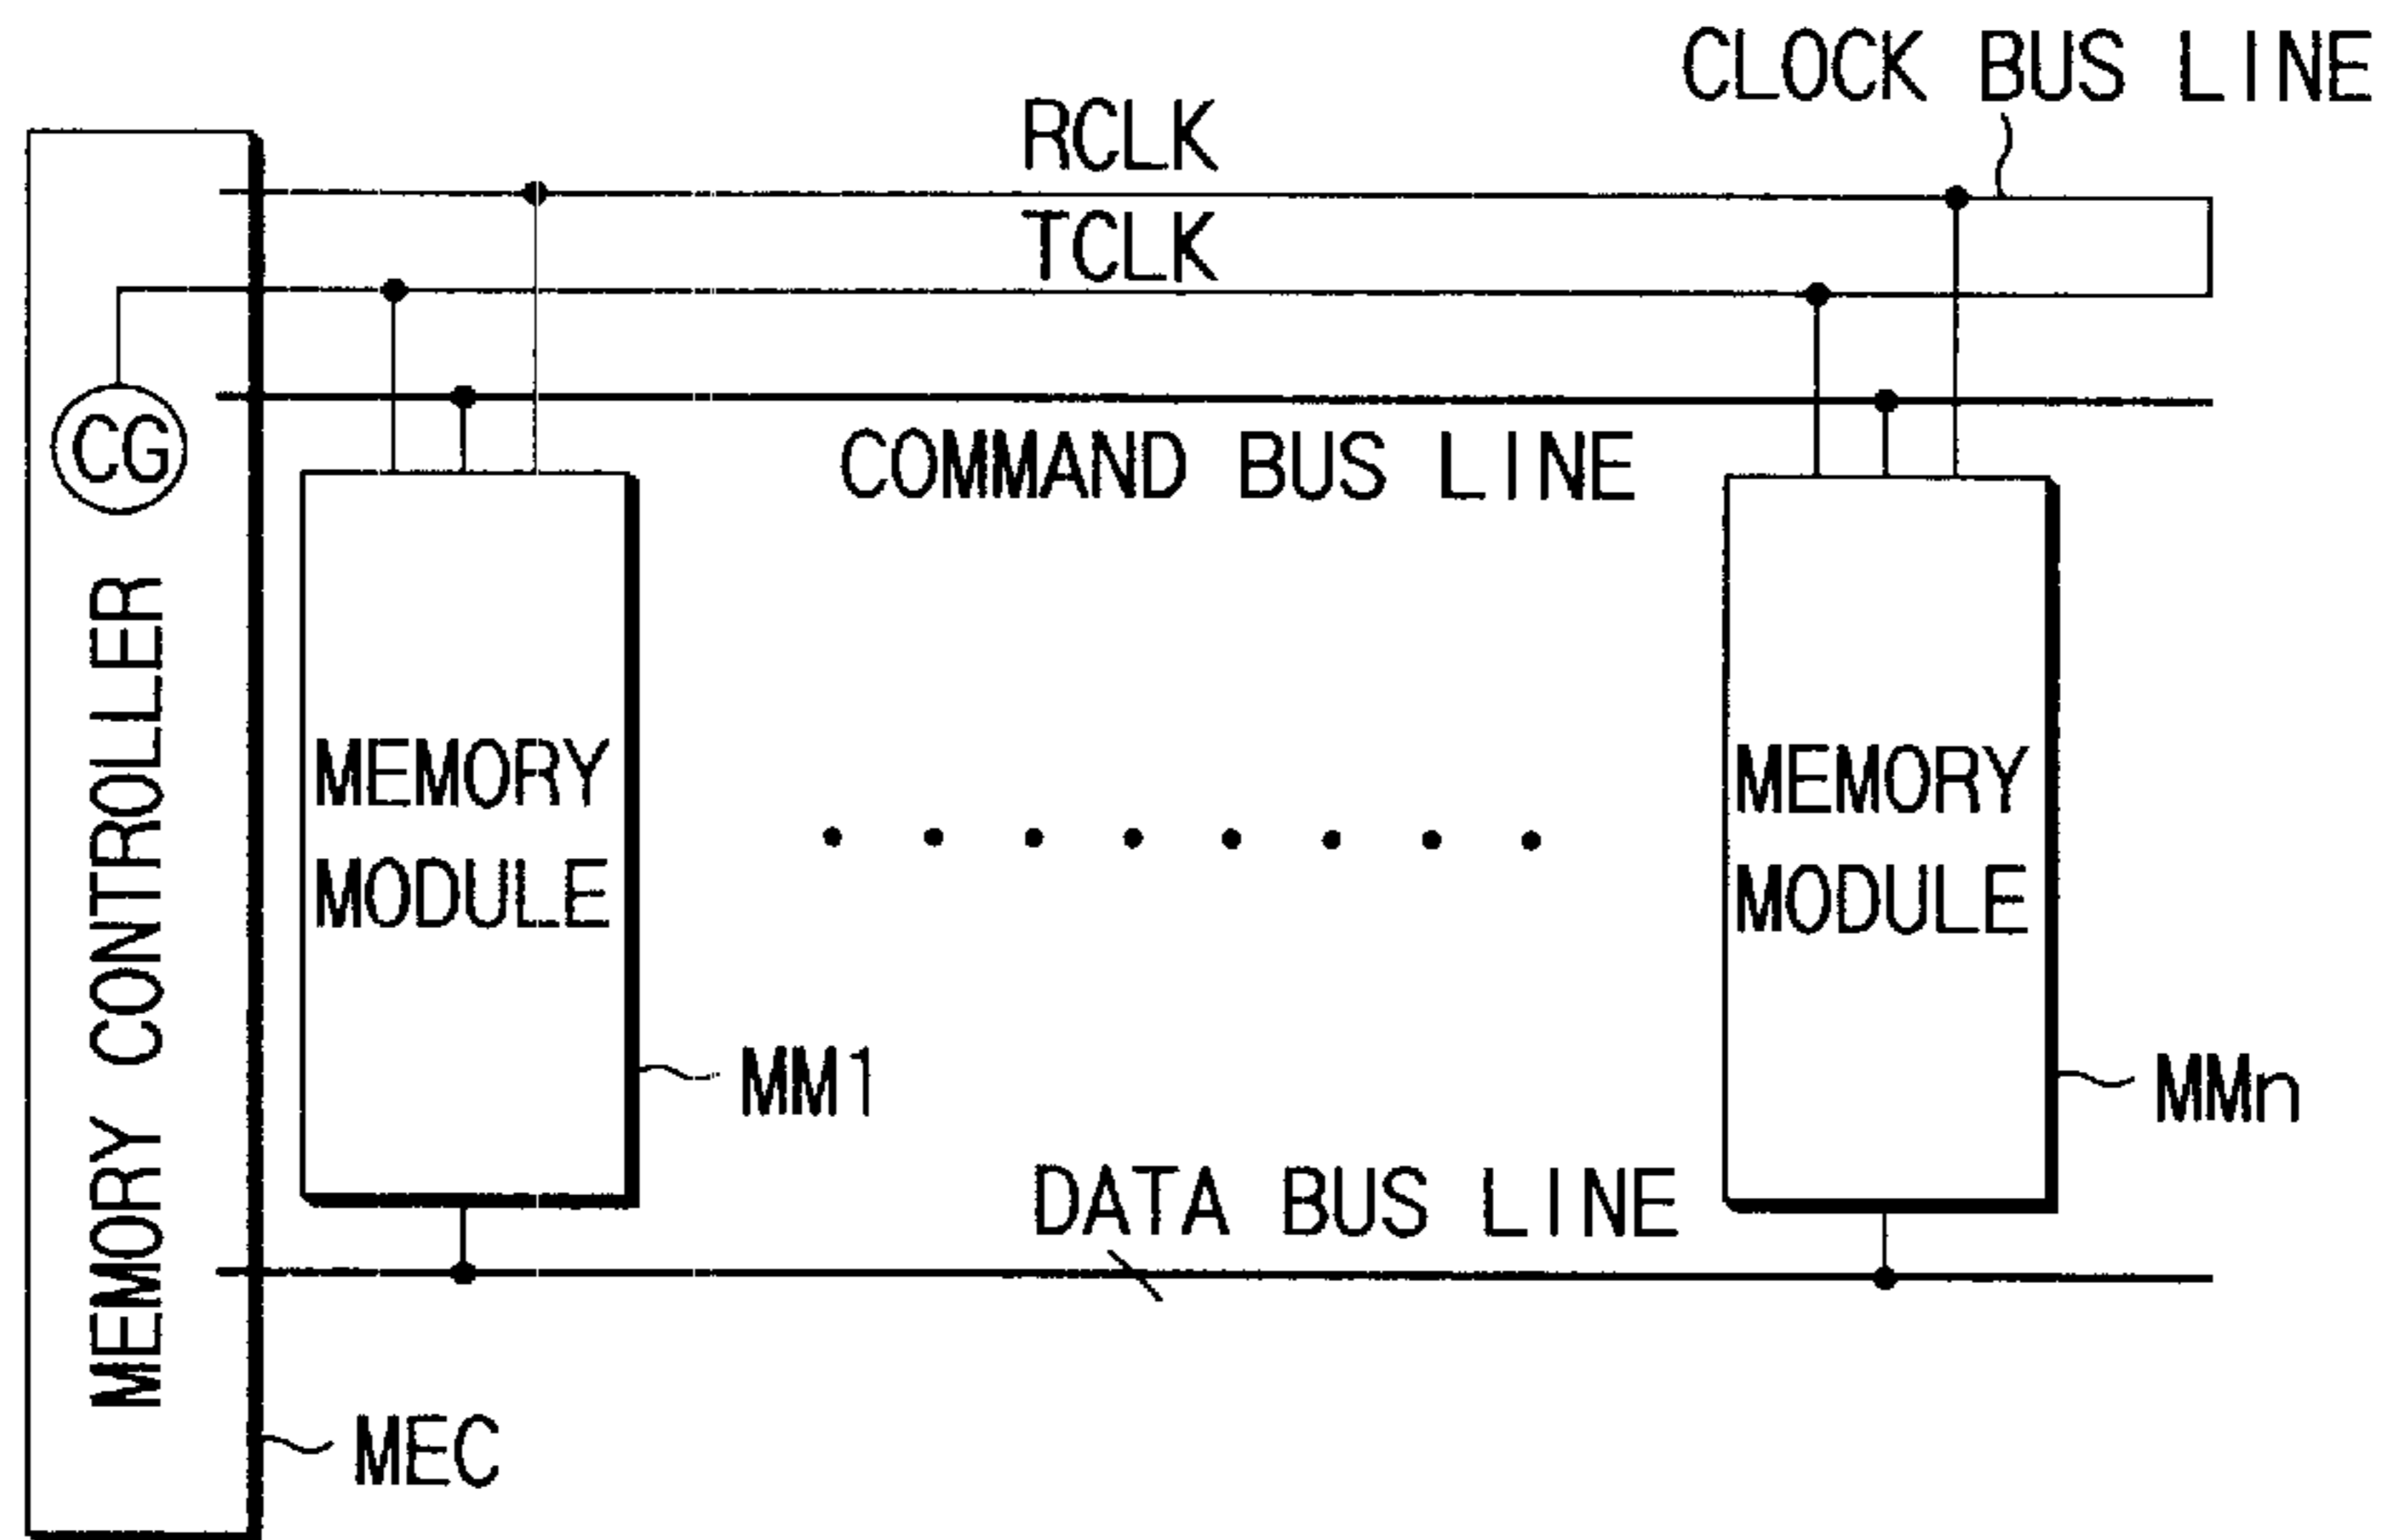 CLOCK BUS LINE
RCLK
TCLK
CG
COMMAND BUS LINE
MEMORY CONTROLLER
MEMORY
MODULE
MEMORY
MODULE
MM1
MMn
DATA BUS LINE
MEC